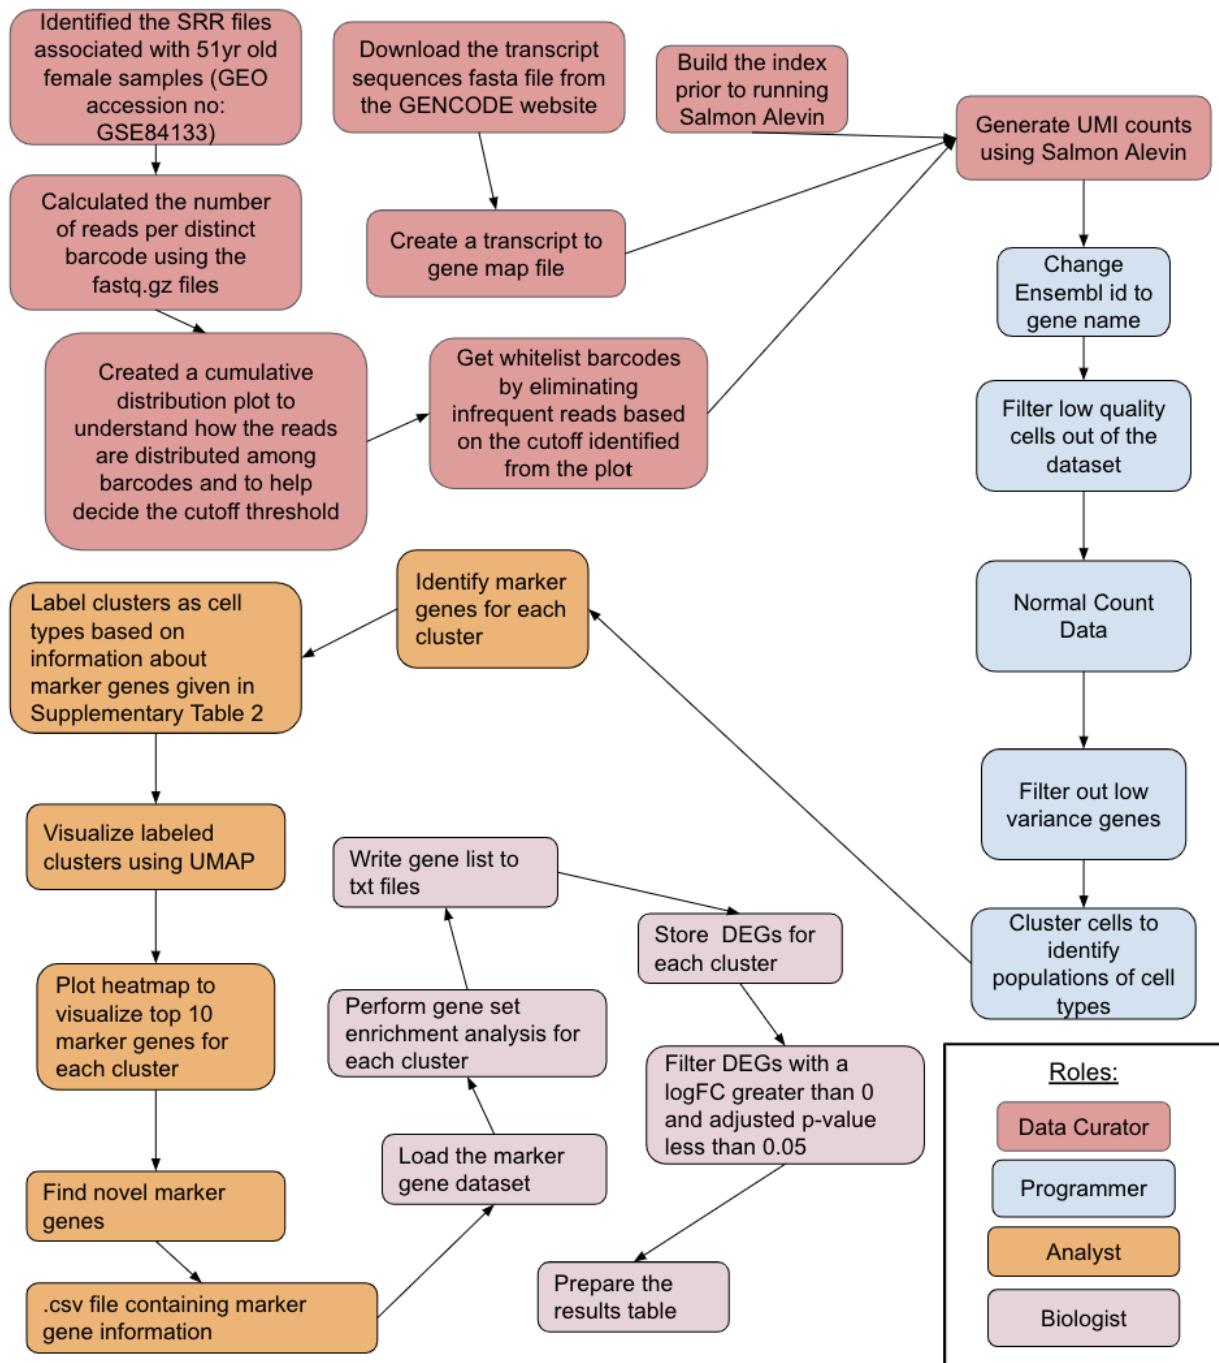 Identified the SRR files
associated with 51yr old
female samples (GEO
accession no:
GSE84133)
Download the transcript
sequences fasta file from
the GENCODE website
Build the index
prior to running
Salmon Alevin
Generate UMI counts
using Salmon Alevin
Calculated the number
of reads per distinct
barcode using the
fastq.gz files
Create a transcript to
gene map file
Change
Ensembl id to
gene name
Created a cumulative
distribution plot to
understand how the reads
are distributed among
barcodes and to help
decide the cutoff threshold
Get whitelist barcodes
by eliminating
infrequent reads based
on the cutoff identified
from the plot
Filter low quality
cells out of the
dataset
Normal Count
Data
Filter out low
variance genes
Cluster cells to
identify
populations of cell
types
Identify marker
genes for each
cluster
Label clusters as cell
types based on
information about
marker genes given in
Supplementary Table 2
Visualize labeled
clusters using UMAP
Plot heatmap to
visualize top 10
marker genes for
each cluster
Find novel marker
genes
.csv file containing marker
gene information
Load the marker
gene dataset
Perform gene set
enrichment analysis for
each cluster
Write gene list to
txt files
Store  DEGs for
each cluster
Filter DEGs with a
logFC greater than 0
and adjusted p-value
less than 0.05
Prepare the
results table
Roles:
Data Curator
Programmer
Analyst
Biologist